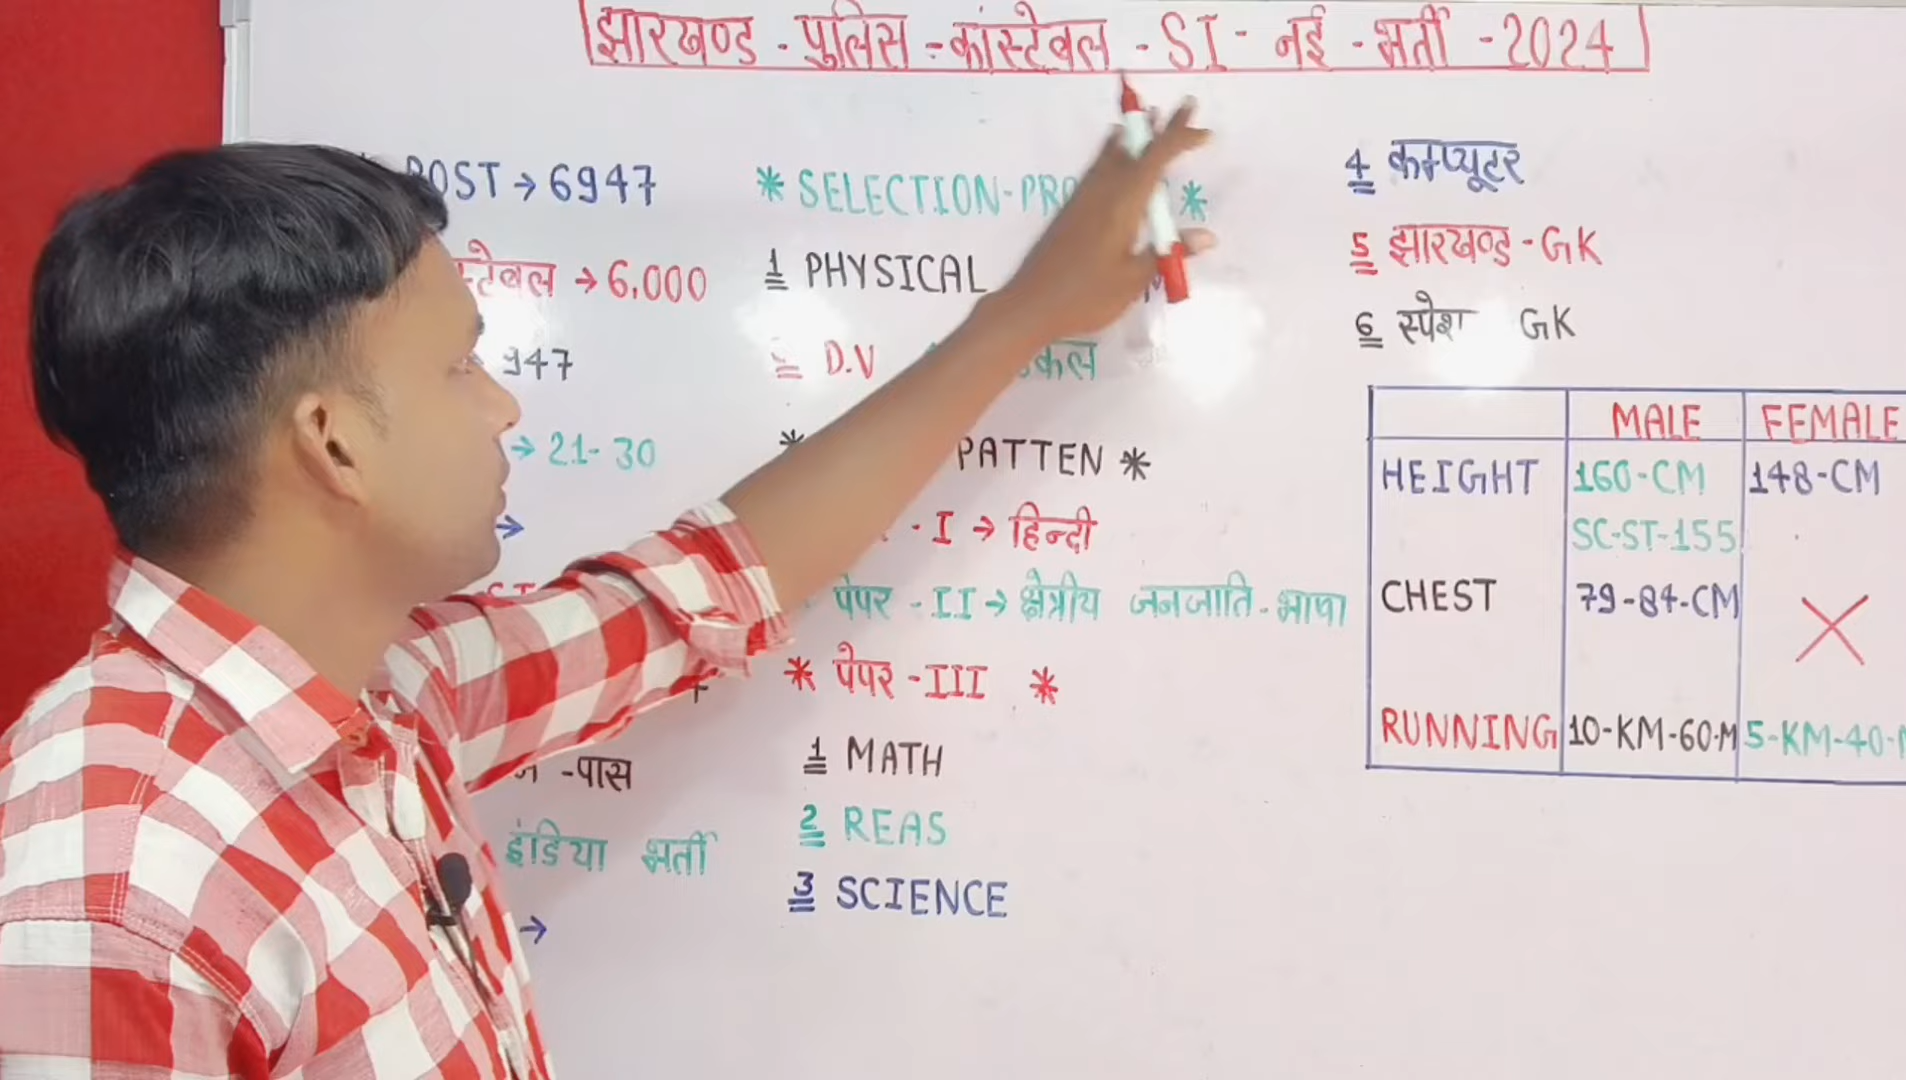 झारखण्ड - पुलिस - कांस्टेबल - SI - नई - भर्ती - 2024
POST → 6947
स्टेबल → 6,000
947
→ 21-30
→
-पास
इंडिया भर्ती
→
* SELECTION- *
1 PHYSICAL
D.V
* PATTEN *
- I → हिन्दी
पेपर - II → क्षेत्रीय जनजाति - भाषा
* पेपर - III *
1 MATH
2 REAS
3 SCIENCE
4 कम्प्यूटर
5 झारखण्ड - GK
6 GK
MALE FEMALE
HEIGHT 160-CM 148-CM
SC-ST-155
CHEST 79-84-CM
RUNNING 10-KM-60-M 5-KM-40-